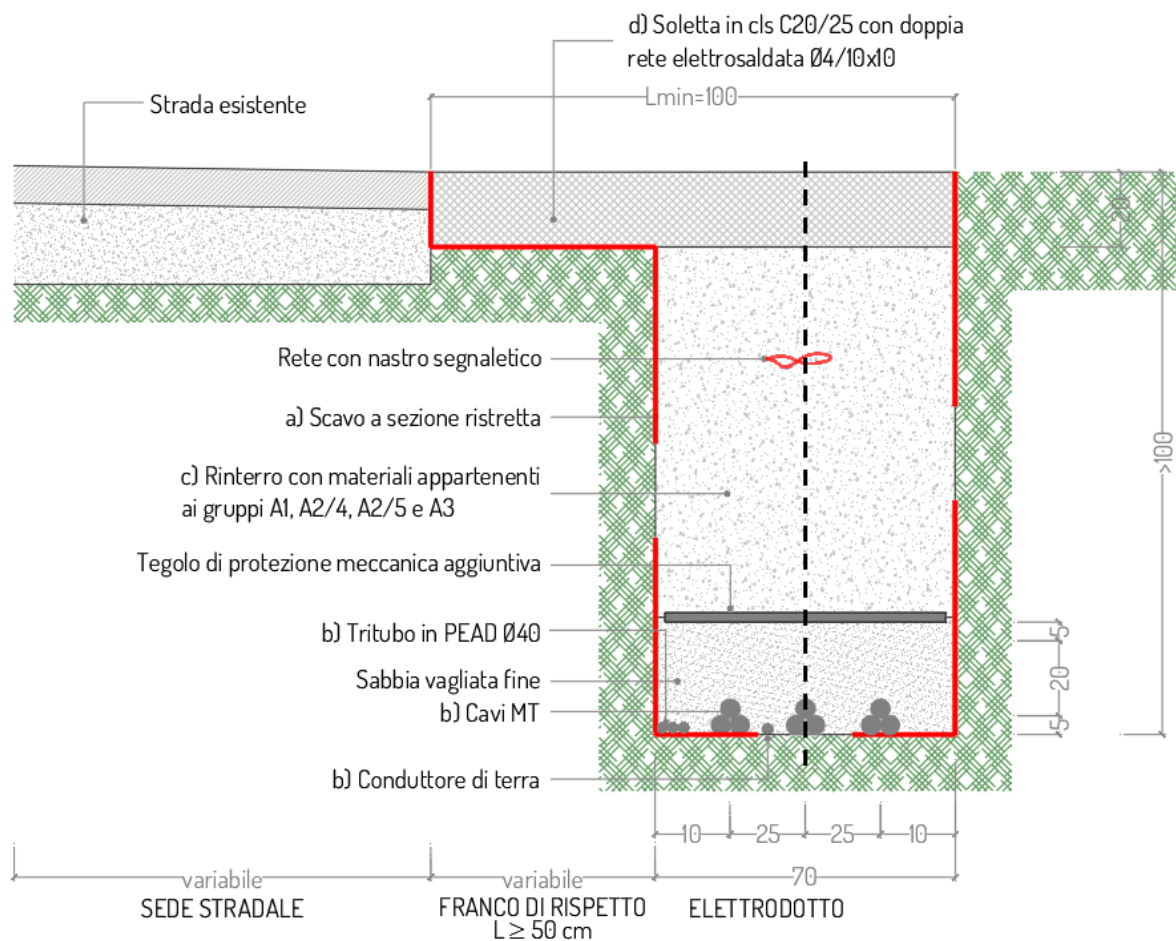 d) Soletta in cls C20/25 con doppia
rete elettrosaldata Ø4/10x10
Lmin=100
Strada esistente
20
>100
Rete con nastro segnaletico
a) Scavo a sezione ristretta
c) Rinterro con materiali appartenenti
ai gruppi A1, A2/4, A2/5 e A3
Tegolo di protezione meccanica aggiuntiva
b) Tritubo in PEAD Ø40
Sabbia vagliata fine
b) Cavi MT
b) Conduttore di terra
5
20
5
10
25
25
10
variabile
variabile
70
SEDE STRADALE
FRANCO DI RISPETTO
L ≥ 50 cm
ELETTRODOTTO